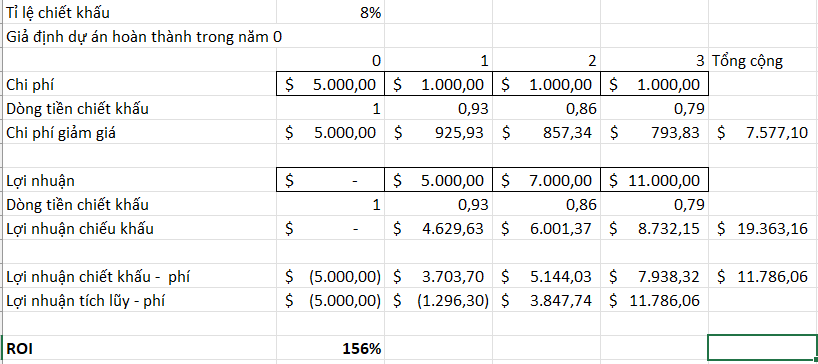 Tỉ lệ chiết khấu 8%
Giả định dự án hoàn thành trong năm 0
0 1 2 3 Tổng cộng
Chi phí $ 5.000,00 $ 1.000,00 $ 1.000,00 $ 1.000,00
Dòng tiền chiết khấu 1 0,93 0,86 0,79
Chi phí giảm giá $ 5.000,00 $ 925,93 $ 857,34 $ 793,83 $ 7.577,10
Lợi nhuận $ - $ 5.000,00 $ 7.000,00 $ 11.000,00
Dòng tiền chiết khấu 1 0,93 0,86 0,79
Lợi nhuận chiếu khấu $ - $ 4.629,63 $ 6.001,37 $ 8.732,15 $ 19.363,16
Lợi nhuận chiết khấu - phí $ (5.000,00) $ 3.703,70 $ 5.144,03 $ 7.938,32 $ 11.786,06
Lợi nhuận tích lũy - phí $ (5.000,00) $ (1.296,30) $ 3.847,74 $ 11.786,06
ROI 156%